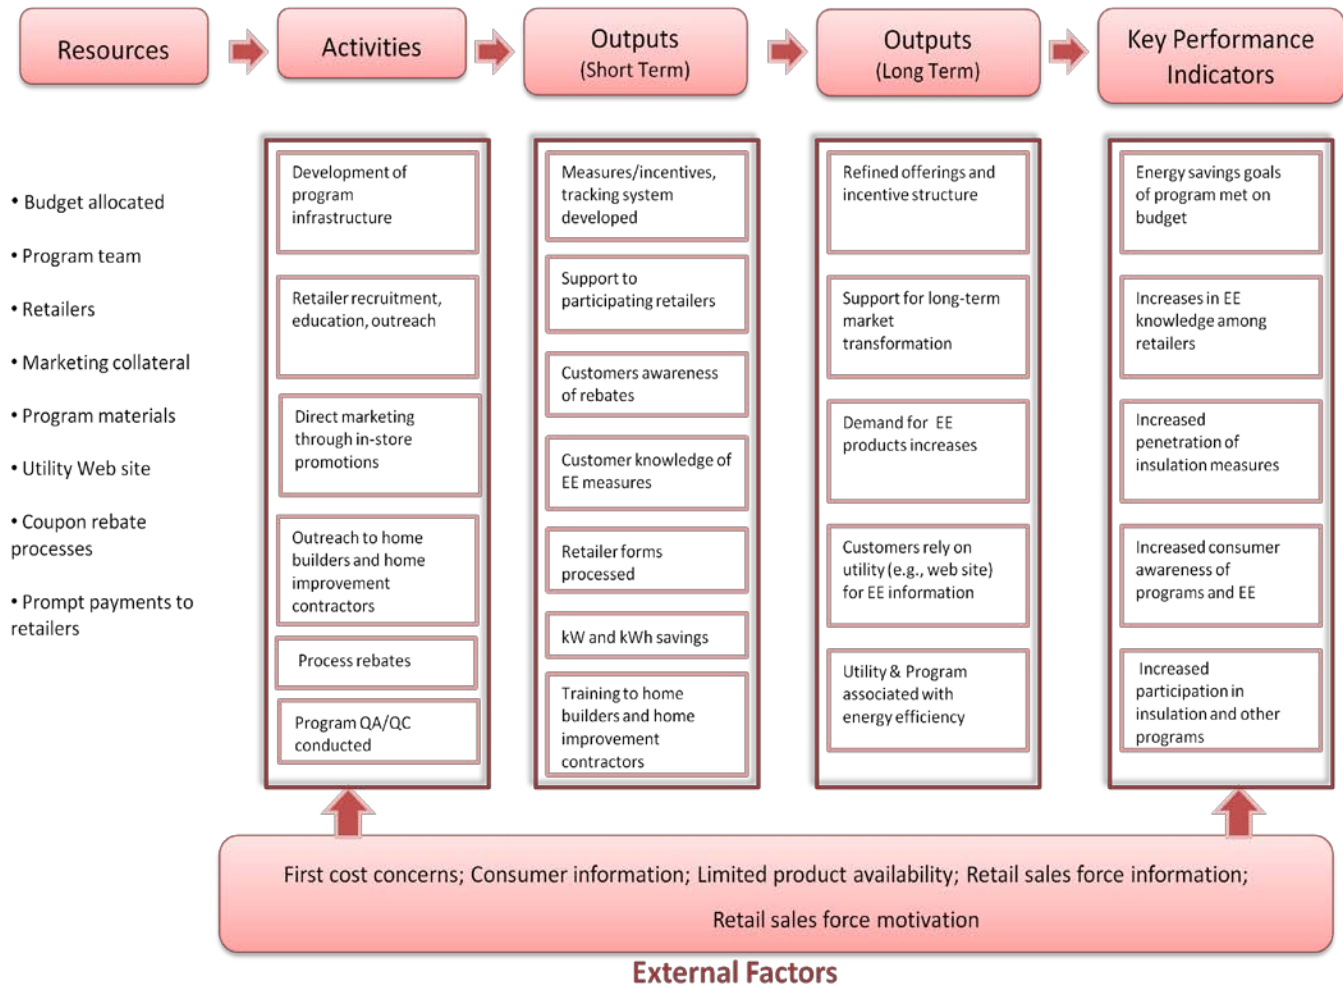 Resources
Activities
Outputs
(Short Term)
Outputs
(Long Term)
Key Performance
Indicators
• Budget allocated
• Program team
• Retailers
• Marketing collateral
• Program materials
• Utility Web site
• Coupon rebate
processes
• Prompt payments to
retailers
Development of
program
infrastructure
Retailer recruitment,
education, outreach
Direct marketing
through in-store
promotions
Outreach to home
builders and home
improvement
contractors
Process rebates
Program QA/QC
conducted
Measures/incentives,
tracking system
developed
Support to
participating retailers
Customers awareness
of rebates
Customer knowledge of
EE measures
Retailer forms
processed
kW and kWh savings
Training to home
builders and home
improvement
contractors
Refined offerings and
incentive structure
Support for long-term
market
transformation
Demand for EE
products increases
Customers rely on
utility (e.g., web site)
for EE information
Utility & Program
associated with
energy efficiency
Energy savings goals
of program met on
budget
Increases in EE
knowledge among
retailers
Increased
penetration of
insulation measures
Increased consumer
awareness of
programs and EE
Increased
participation in
insulation and other
programs
First cost concerns; Consumer information; Limited product availability; Retail sales force information;
Retail sales force motivation
External Factors